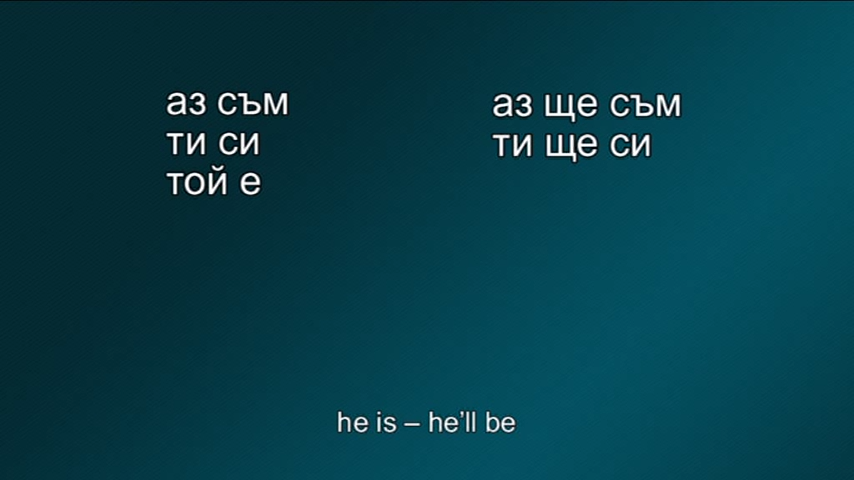 аз съм
ти си
той е
аз ще съм
ти ще си
he is – he'll be